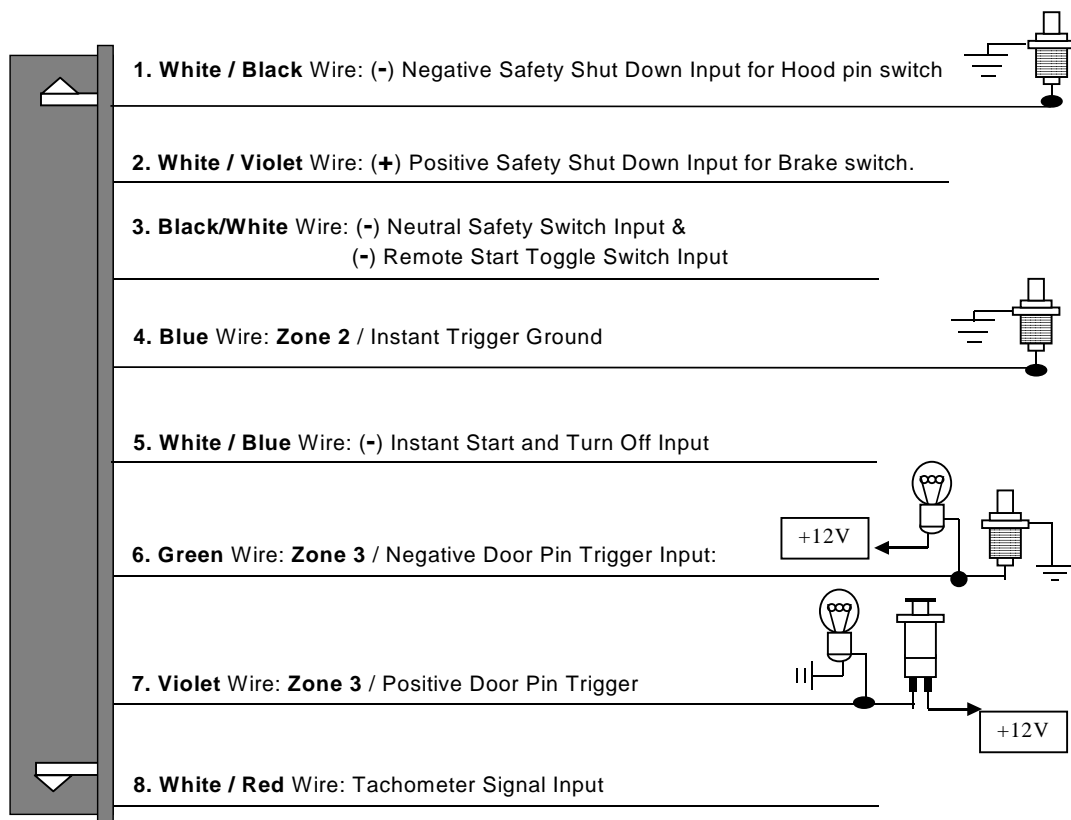 1. White / Black Wire: (-) Negative Safety Shut Down Input for Hood pin switch
2. White / Violet Wire: (+) Positive Safety Shut Down Input for Brake switch.
3. Black/White Wire: (-) Neutral Safety Switch Input &
(-) Remote Start Toggle Switch Input
4. Blue Wire: Zone 2 / Instant Trigger Ground
5. White / Blue Wire: (-) Instant Start and Turn Off Input
+12V
6. Green Wire: Zone 3 / Negative Door Pin Trigger Input:
7. Violet Wire: Zone 3 / Positive Door Pin Trigger
+12V
8. White / Red Wire: Tachometer Signal Input